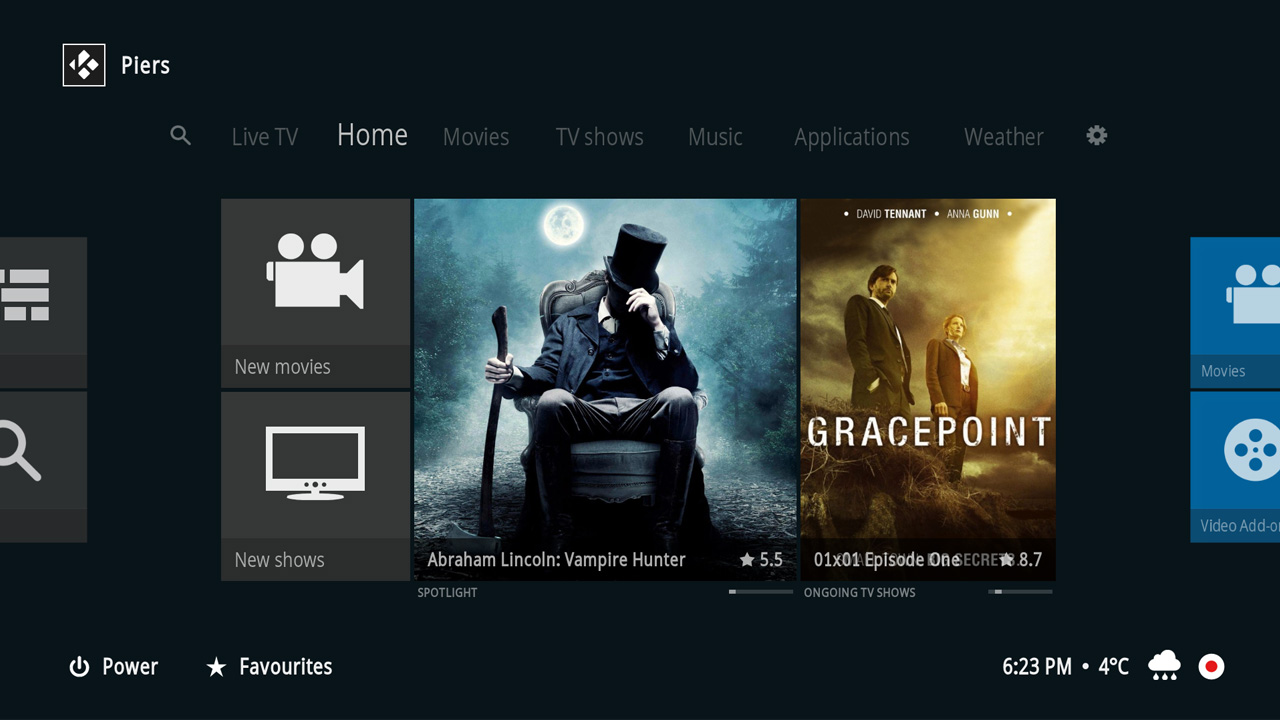 Piers
Live TV Home Movies TV shows Music Applications Weather
• DAVID TENNANT • ANNA GUNN •
New movies
Movies
GRACEPOINT
Video Add-o
New shows
Abraham Lincoln: Vampire Hunter ★ 5.5
01x01 Episode One ★ 8.7
SPOTLIGHT
ONGOING TV SHOWS
Power ★ Favourites
6:23 PM • 4°C